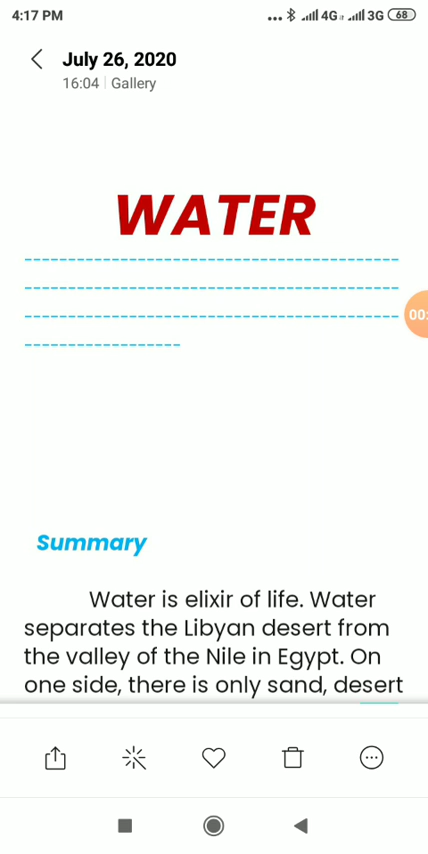 4:17 PM 4G 3G 68
July 26, 2020
16:04 | Gallery
WATER
00:
Summary
Water is elixir of life. Water
separates the Libyan desert from
the valley of the Nile in Egypt. On
one side, there is only sand, desert